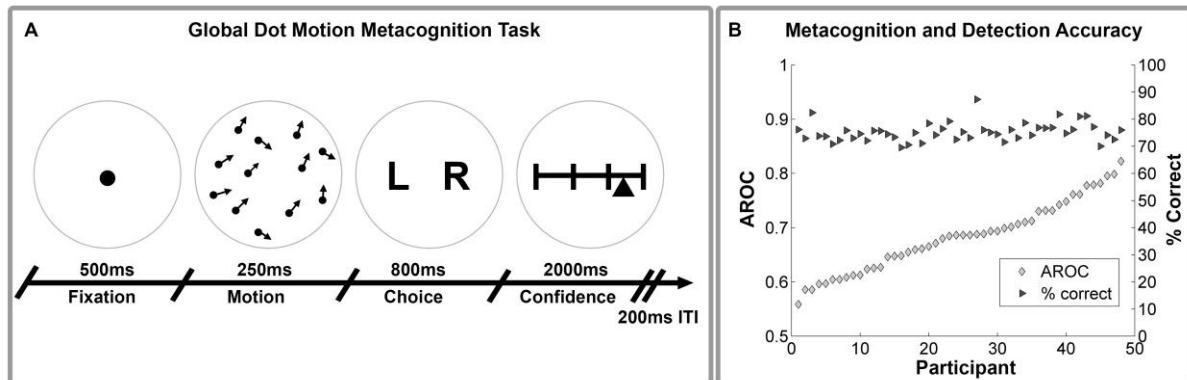 A Global Dot Motion Metacognition Task
L R
500ms 250ms 800ms 2000ms
Fixation Motion Choice Confidence
200ms ITI
B Metacognition and Detection Accuracy
1 100
90
0.9 80
70
0.8 60
50
0.7 40
30
0.6 20
10
0.5 0
AROC
% Correct
AROC
% correct
0 10 20 30 40 50
Participant